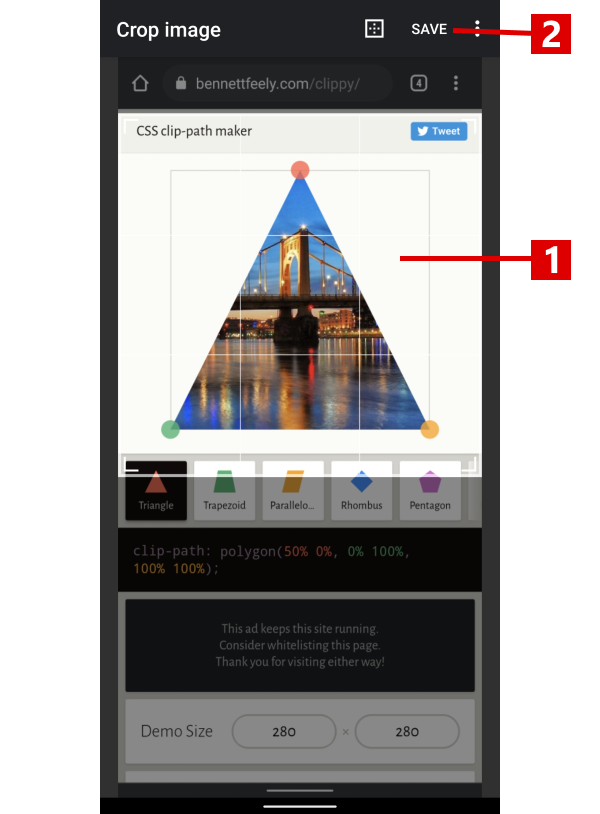 Crop image
SAVE
2
bennettfeely.com/clippy/
4
CSS clip-path maker
Tweet
1
Triangle
Trapezoid
Parallelo...
Rhombus
Pentagon
clip-path: polygon(50% 0%, 0% 100%,
100% 100%);
This ad keeps this site running.
Consider whitelisting this page.
Thank you for visiting either way!
Demo Size
280
×
280